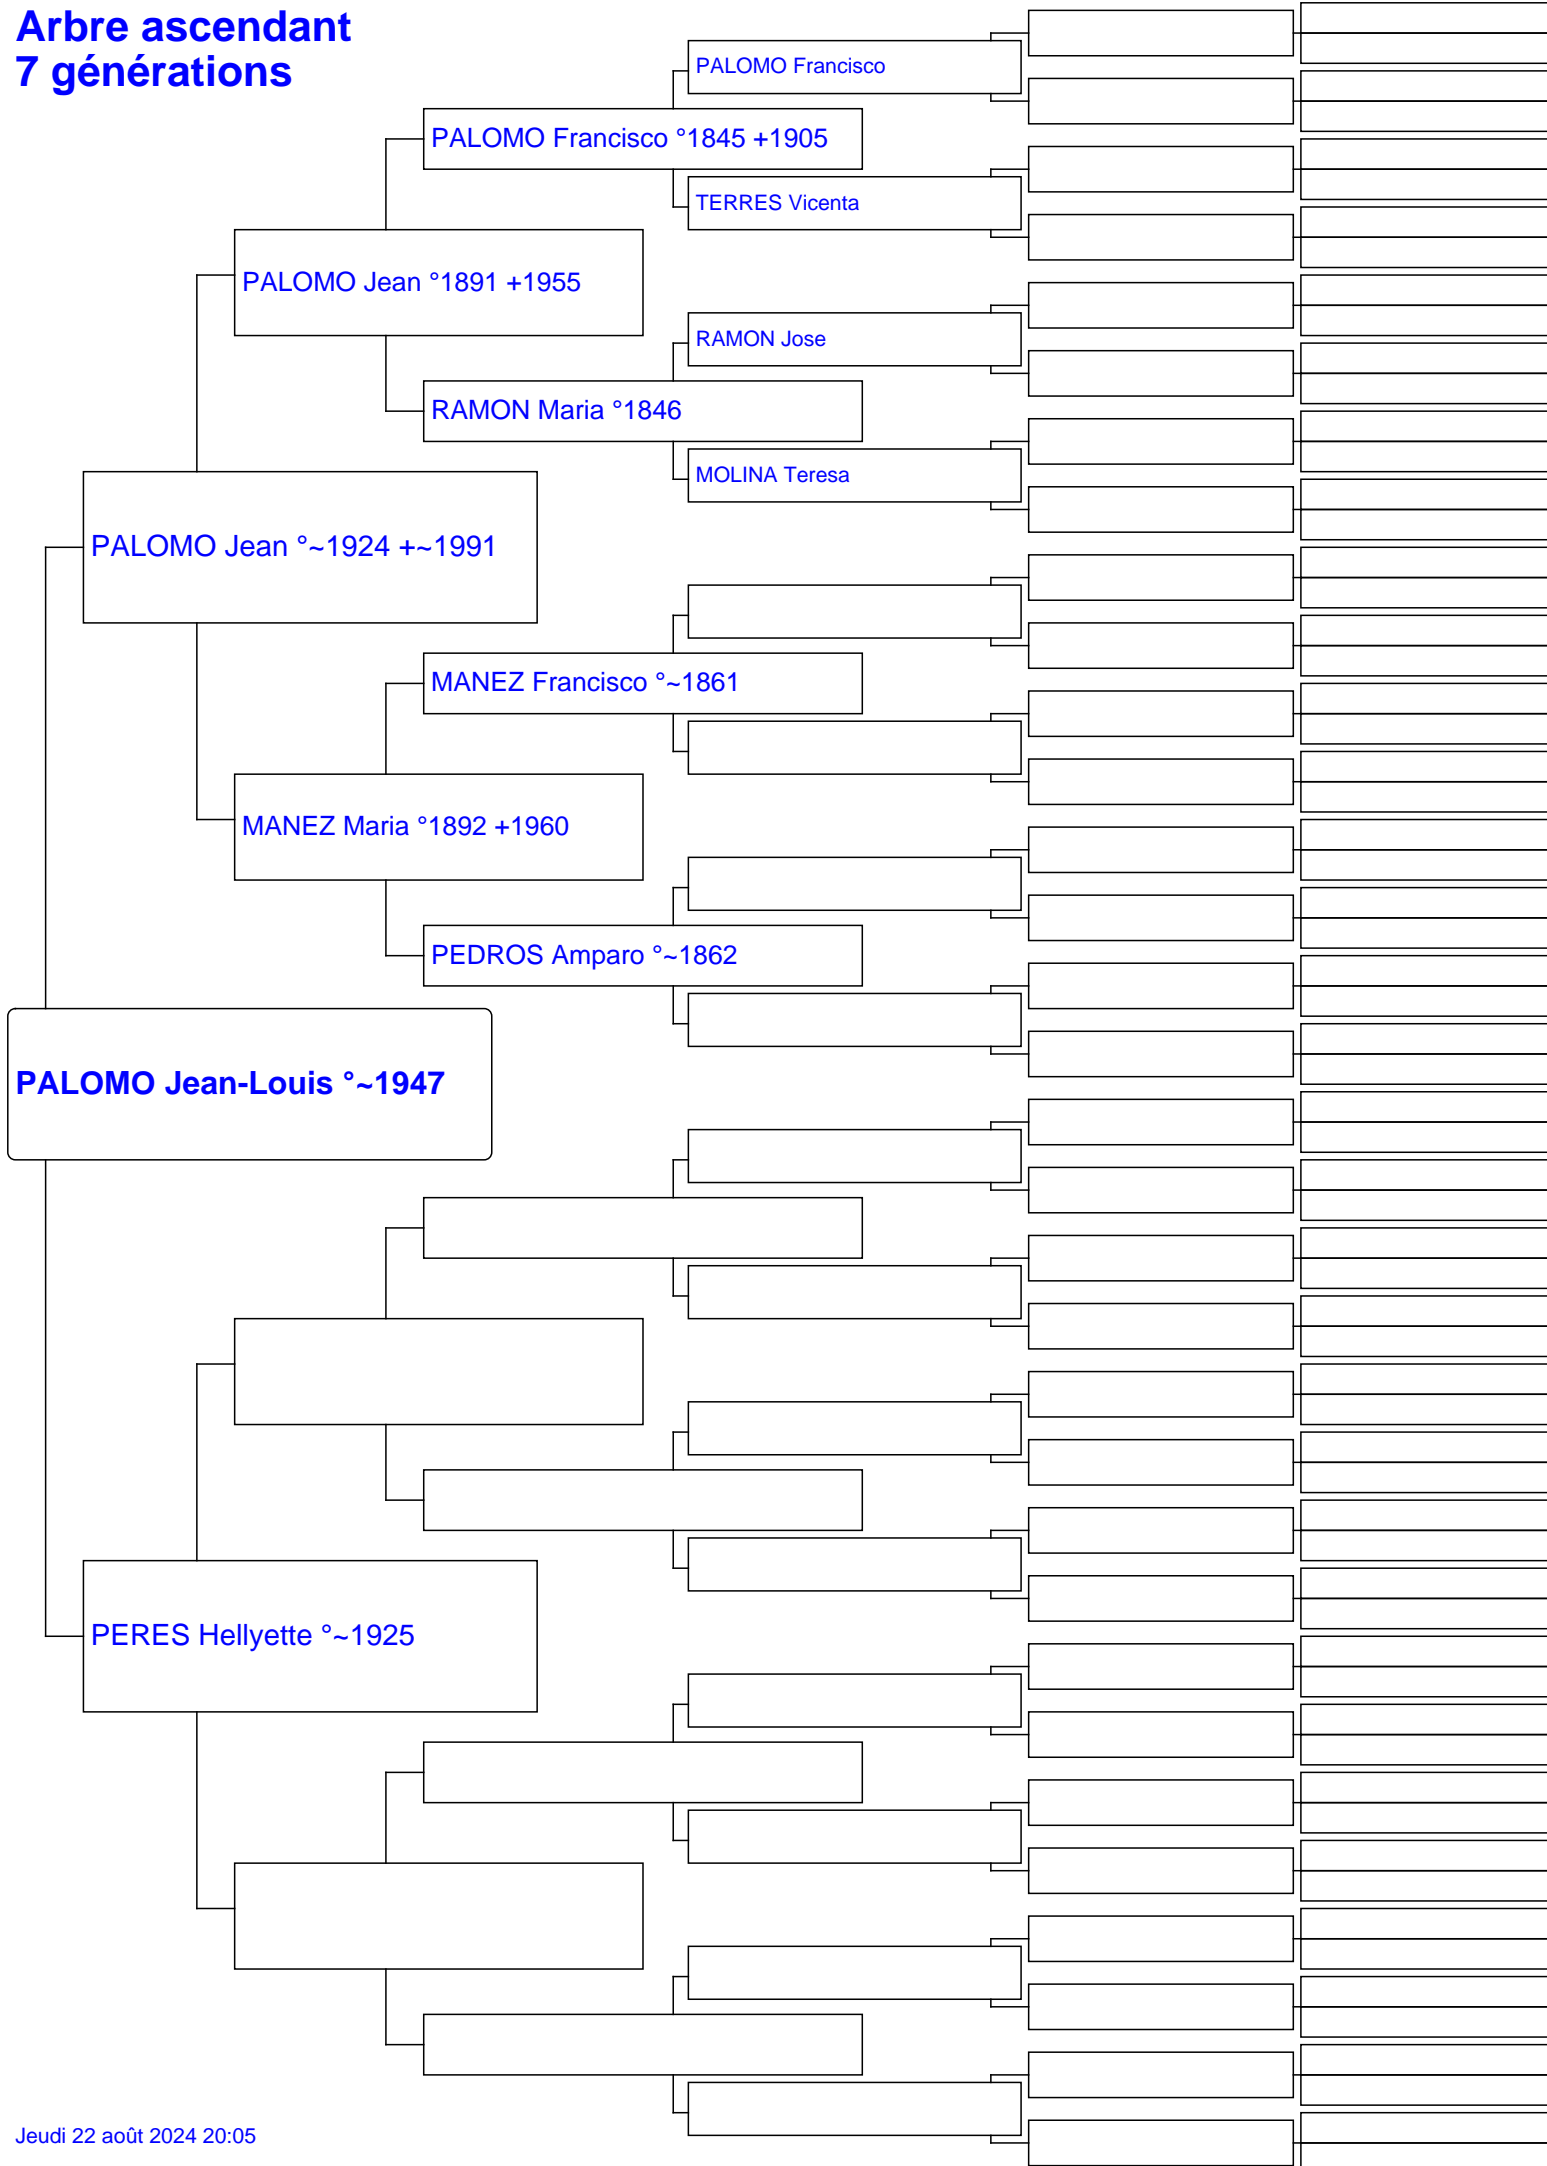 Arbre ascendant
7 générations
PALOMO Francisco
PALOMO Francisco °1845 +1905
TERRES Vicenta
PALOMO Jean °1891 +1955
RAMON Jose
RAMON Maria °1846
MOLINA Teresa
PALOMO Jean °~1924 +~1991
MANEZ Francisco °~1861
MANEZ Maria °1892 +1960
PEDROS Amparo °~1862
PALOMO Jean-Louis °~1947
PERES Hellyette °~1925
Jeudi 22 août 2024 20:05